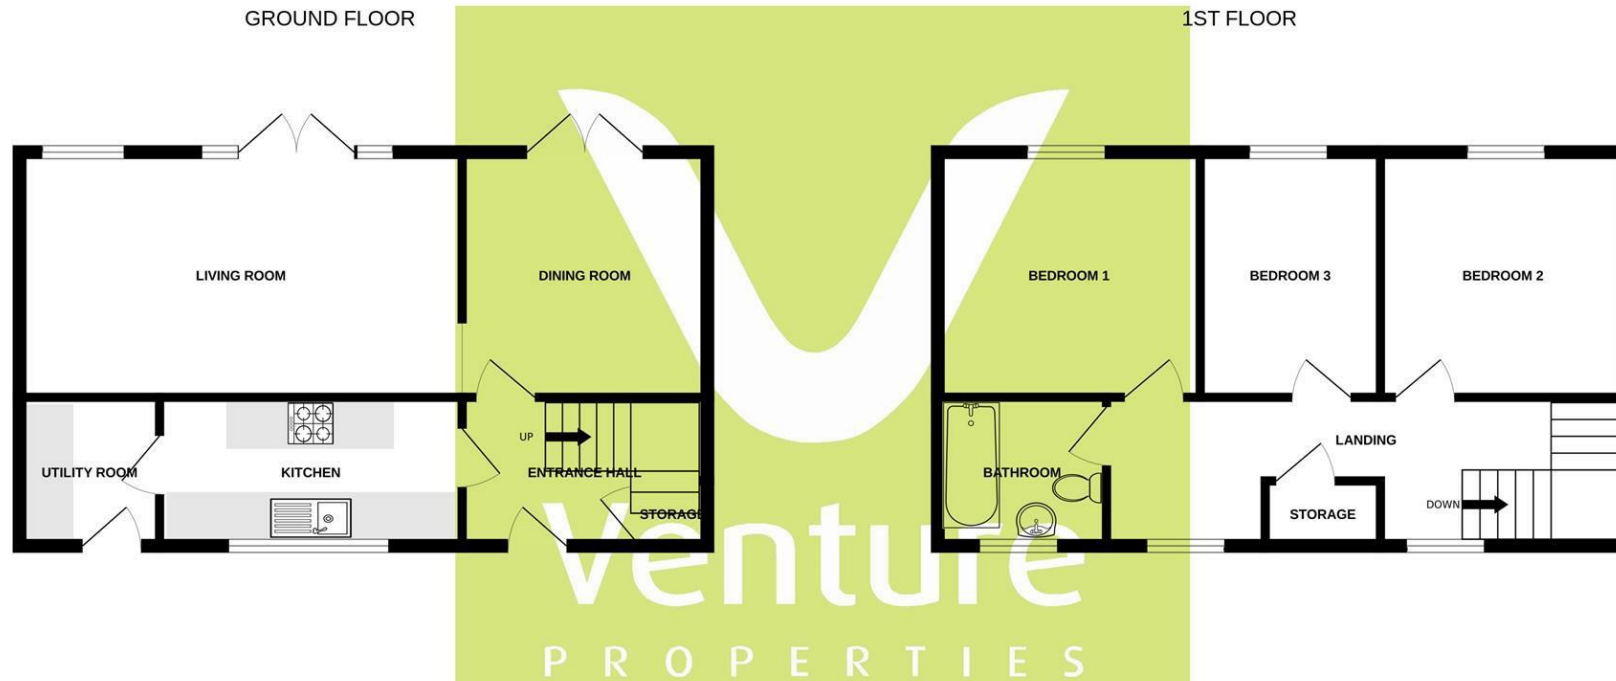 GROUND FLOOR
1ST FLOOR
LIVING ROOM
DINING ROOM
BEDROOM 1
BEDROOM 3
BEDROOM 2
UP
LANDING
UTILITY ROOM
KITCHEN
ENTRANCE HALL
BATHROOM
STORAGE
STORAGE
DOWN
Venture
PROPERTIES